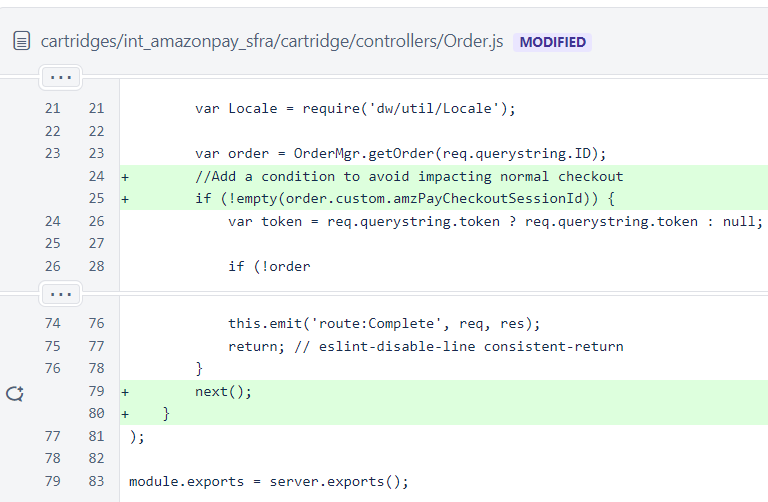 cartridges/int_amazonpay_sfra/cartridge/controllers/Order.js MODIFIED
...
21 21 var Locale = require('dw/util/Locale');
22 22
23 23 var order = OrderMgr.getOrder(req.querystring.ID);
24 + //Add a condition to avoid impacting normal checkout
25 + if (!empty(order.custom.amzPayCheckoutSessionId)) {
24 26 var token = req.querystring.token ? req.querystring.token : null;
25 27
26 28 if (!order
...
74 76 this.emit('route:Complete', req, res);
75 77 return; // eslint-disable-line consistent-return
76 78 }
79 + next();
80 + }
77 81 );
78 82
79 83 module.exports = server.exports();